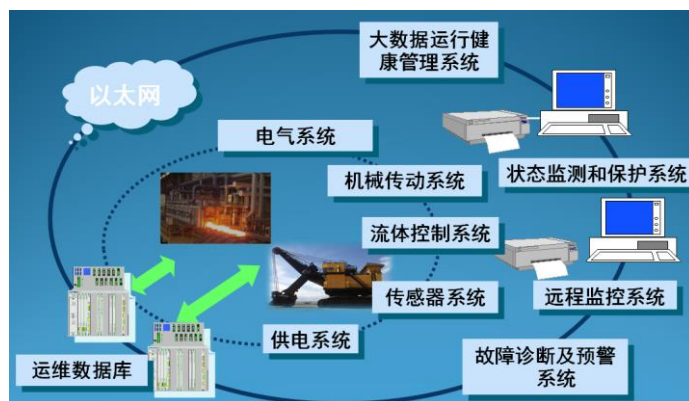 大数据运行健
康管理系统
以太网
电气系统
机械传动系统
状态监测和保护系统
流体控制系统
传感器系统
远程监控系统
供电系统
运维数据库
故障诊断及预警
系统